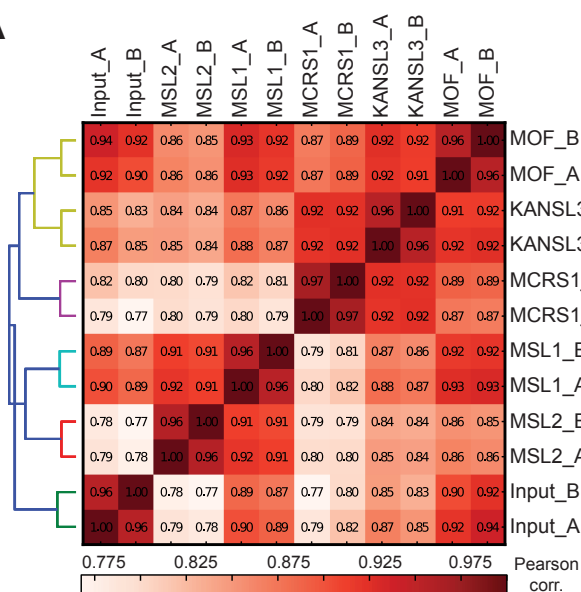 A
Input_A Input_B MSL2_A MSL2_B MSL1_A MSL1_B MCRS1_A MCRS1_B KANSL3_A KANSL3_B MOF_A MOF_B
0.94 0.92 0.86 0.85 0.93 0.92 0.87 0.89 0.92 0.92 0.96 1.00 MOF_B
0.92 0.90 0.86 0.86 0.93 0.92 0.87 0.89 0.92 0.91 1.00 0.96 MOF_A
0.85 0.83 0.84 0.84 0.87 0.86 0.92 0.92 0.96 1.00 0.91 0.92 KANSL3
0.87 0.85 0.85 0.84 0.88 0.87 0.92 0.92 1.00 0.96 0.92 0.92 KANSL3
0.82 0.80 0.80 0.79 0.82 0.81 0.97 1.00 0.92 0.92 0.89 0.89 MCRS1_
0.79 0.77 0.80 0.79 0.80 0.79 1.00 0.97 0.92 0.92 0.87 0.87 MCRS1_
0.89 0.87 0.91 0.91 0.96 1.00 0.79 0.81 0.87 0.86 0.92 0.92 MSL1_B
0.90 0.89 0.92 0.91 1.00 0.96 0.80 0.82 0.88 0.87 0.93 0.93 MSL1_A
0.78 0.77 0.96 1.00 0.91 0.91 0.79 0.79 0.84 0.84 0.86 0.85 MSL2_B
0.79 0.78 1.00 0.96 0.92 0.91 0.80 0.80 0.85 0.84 0.86 0.86 MSL2_A
0.96 1.00 0.78 0.77 0.89 0.87 0.77 0.80 0.85 0.83 0.90 0.92 Input_B
1.00 0.96 0.79 0.78 0.90 0.89 0.79 0.82 0.87 0.85 0.92 0.94 Input_A
0.775 0.825 0.875 0.925 0.975 Pearson
corr.